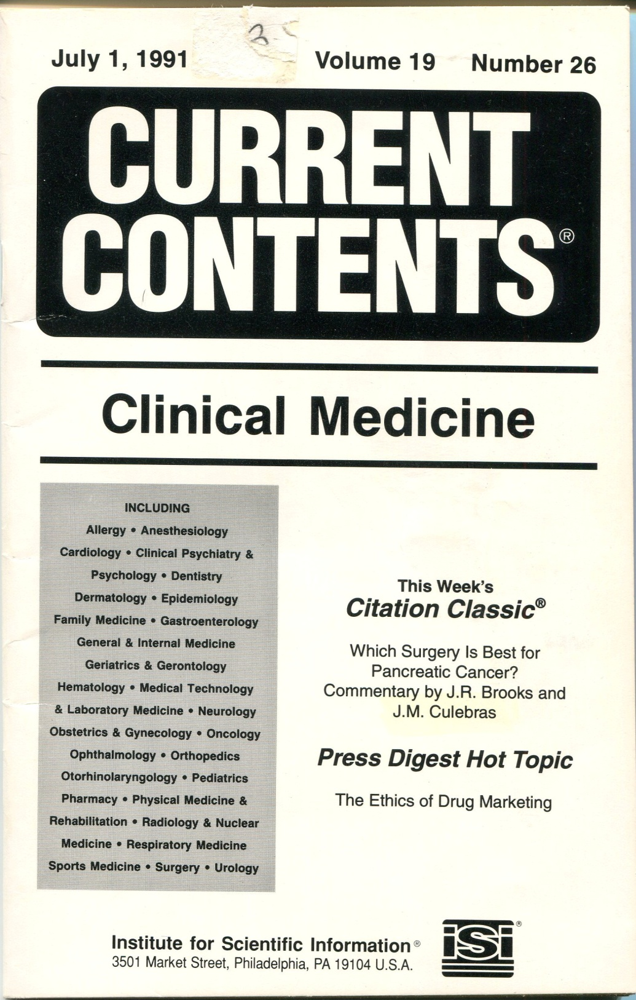 3
July 1, 1991 Volume 19 Number 26
CURRENT
CONTENTS®
Clinical Medicine
INCLUDING
Allergy • Anesthesiology
Cardiology • Clinical Psychiatry &
Psychology • Dentistry
Dermatology • Epidemiology
Family Medicine • Gastroenterology
General & Internal Medicine
Geriatrics & Gerontology
Hematology • Medical Technology
& Laboratory Medicine • Neurology
Obstetrics & Gynecology • Oncology
Ophthalmology • Orthopedics
Otorhinolaryngology • Pediatrics
Pharmacy • Physical Medicine &
Rehabilitation • Radiology & Nuclear
Medicine • Respiratory Medicine
Sports Medicine • Surgery • Urology
This Week's
Citation Classic®
Which Surgery Is Best for
Pancreatic Cancer?
Commentary by J.R. Brooks and
J.M. Culebras
Press Digest Hot Topic
The Ethics of Drug Marketing
Institute for Scientific Information®
3501 Market Street, Philadelphia, PA 19104 U.S.A.
iSi®